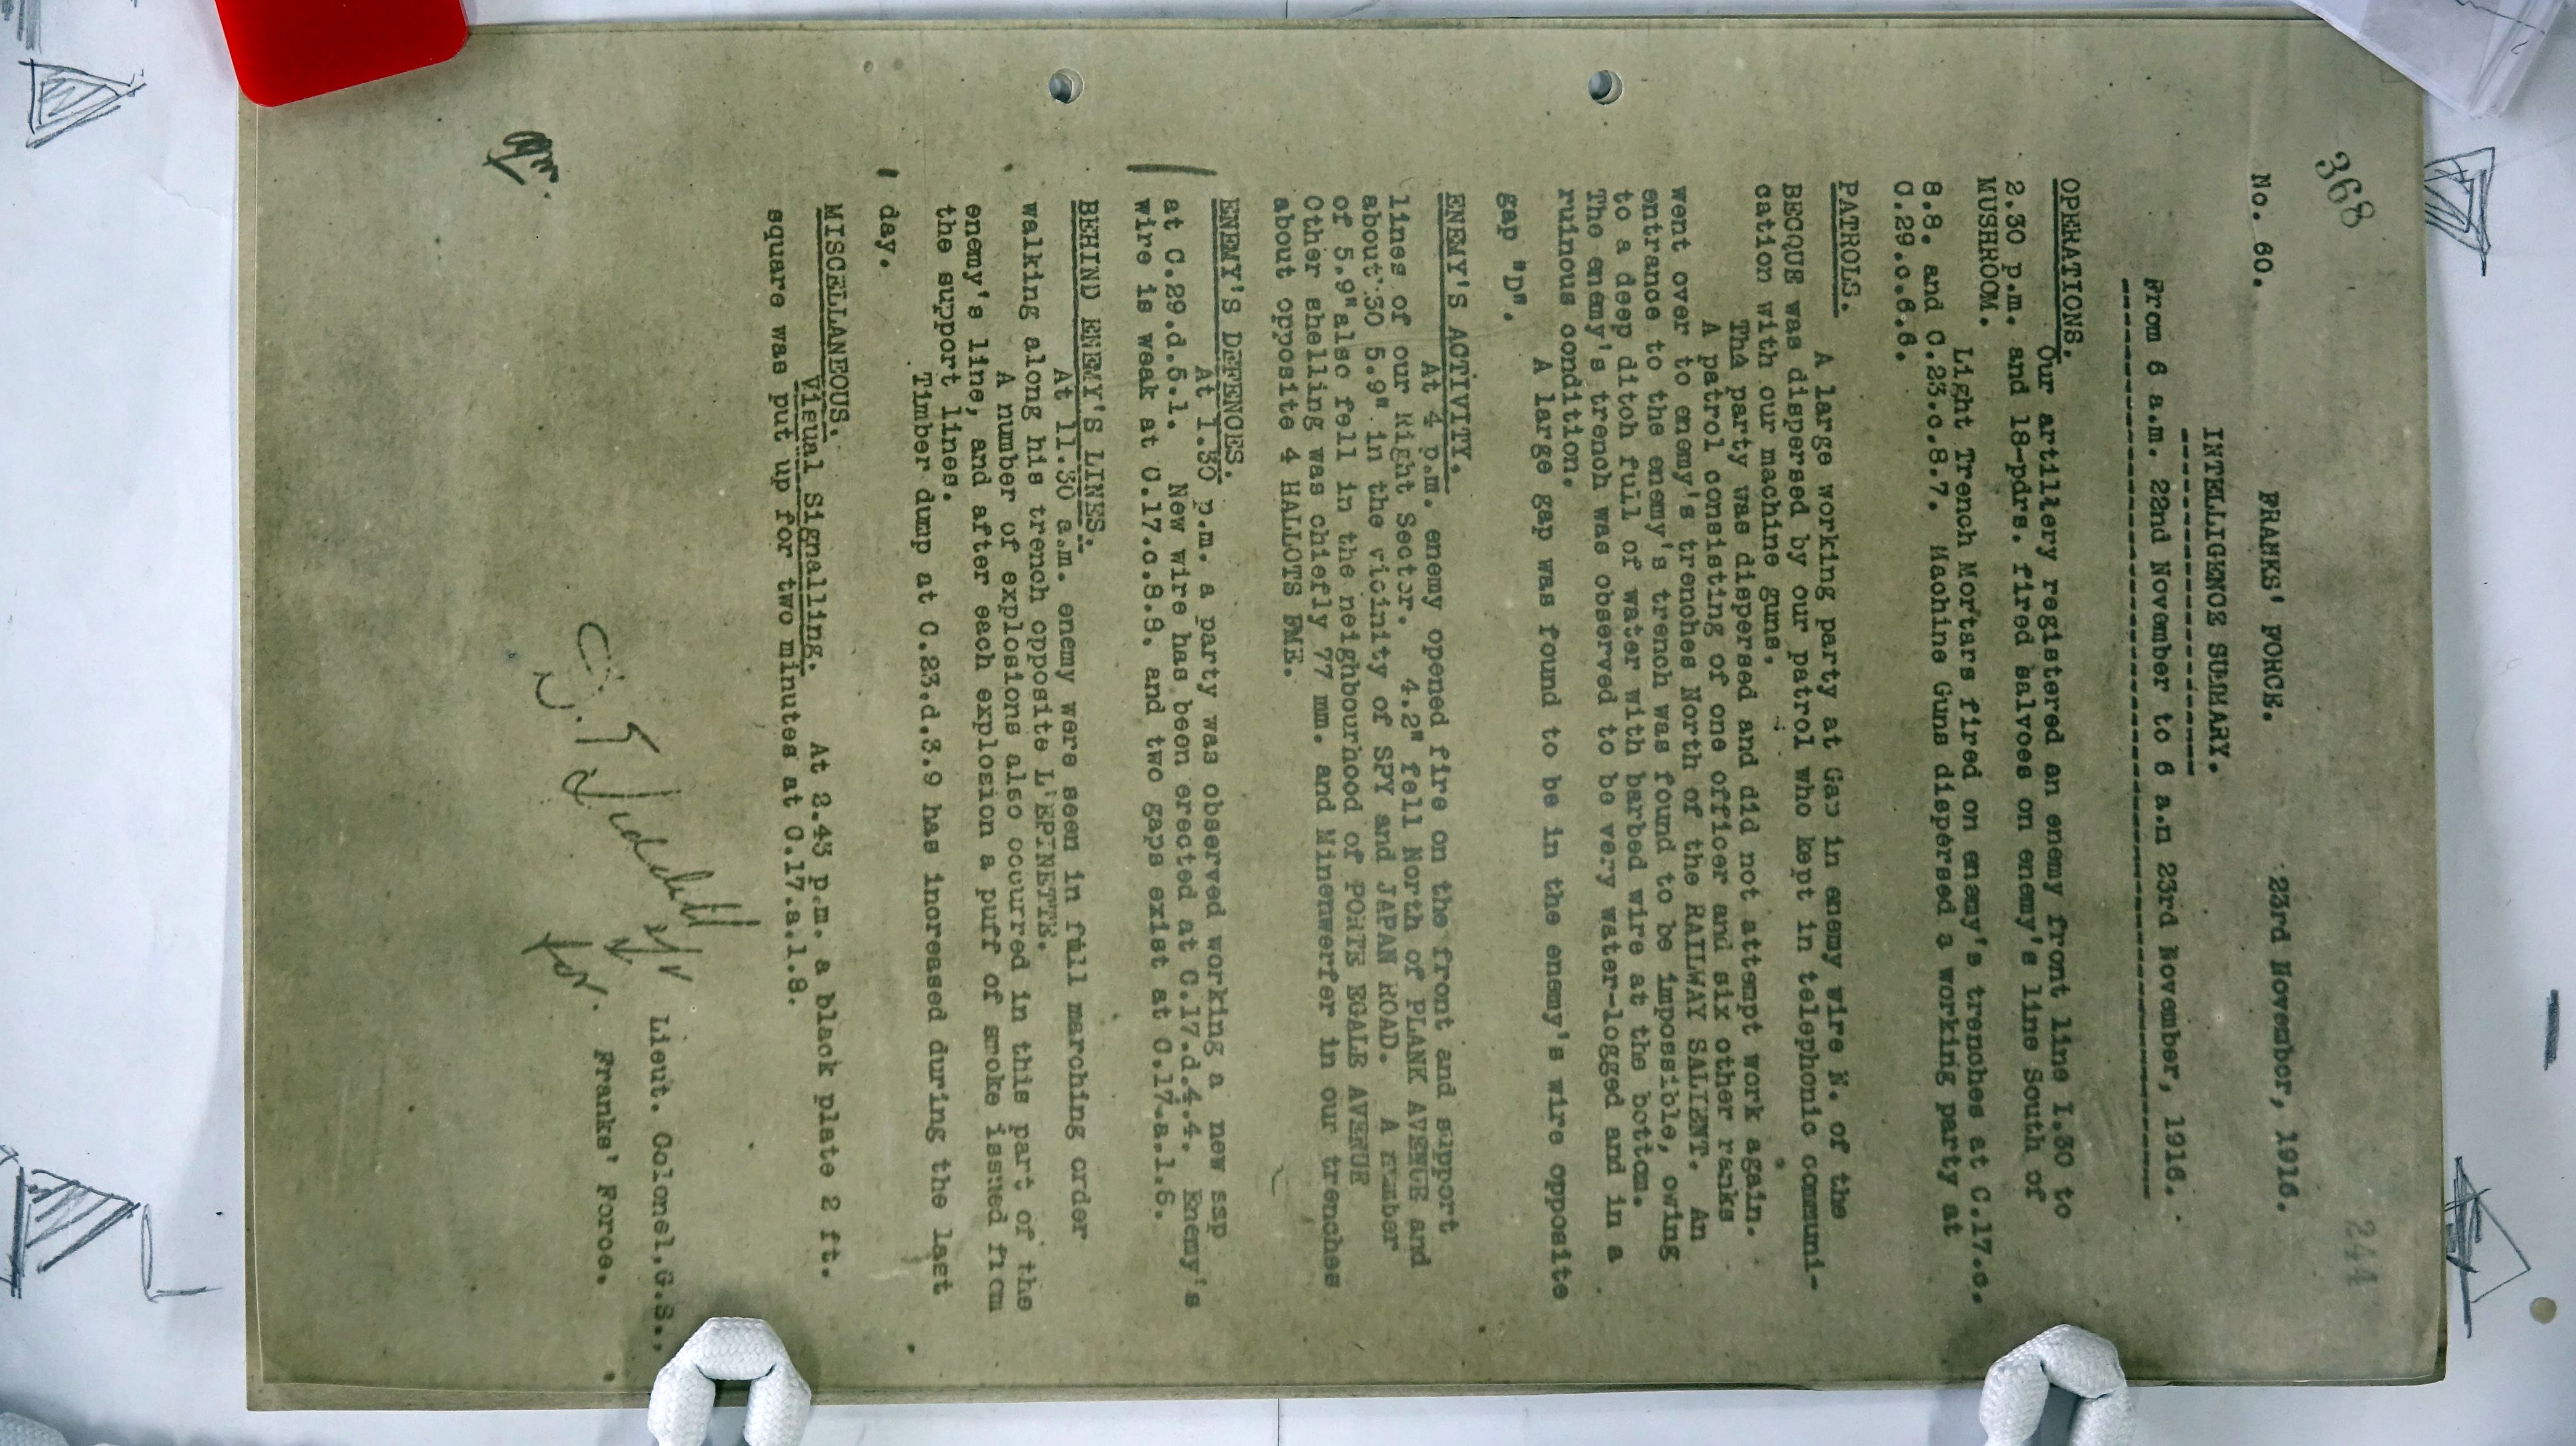 368
244
No. 60.
FRANKS' FORCE.
23rd November, 1916.
INTELLIGENCE SUMMARY.
From 6 a.m. 22nd November to 6 a.m 23rd November, 1916.
OPERATIONS.
Our artillery registered on enemy front line 1.30 to
2.30 p.m. and 18-pdrs. fired salvoes on enemy's line South of
MUSHROOM.
Light Trench Mortars fired on enemy's trenches at C.17.c.
8.8. and C.23.c.8.7. Machine Guns dispersed a working party at
C.29.c.6.6.
PATROLS.
A large working party at Gap in enemy wire N. of the
BECQUE was dispersed by our patrol who kept in telephonic communi-
cation with our machine guns.
The party was dispersed and did not attempt work again.
A patrol consisting of one officer and six other ranks
went over to enemy's trenches North of the RAILWAY SALIENT. An
entrance to the enemy's trench was found to be impossible, owing
to a deep ditch full of water with barbed wire at the bottom.
The enemy's trench was observed to be very water-logged and in a
ruinous condition.
A large gap was found to be in the enemy's wire opposite
gap "D".
ENEMY'S ACTIVITY.
At 4 p.m. enemy opened fire on the front and support
lines of our Right Sector. 4.2" fell North of PLANK AVENUE and
about 30 5.9" in the vicinity of SPY and JAPAN ROAD. A number
of 5.9" also fell in the neighbourhood of PORTE EGALE AVENUE
Other shelling was chiefly 77 mm. and Minenwerfer in our trenches
about opposite 4 HALLOTS FME.
ENEMY'S DEFENCES.
At 1.30 p.m. a party was observed working a new ssp
at C.29.d.5.1. New wire has been erected at C.17.d.4.4. Enemy's
wire is weak at C.17.c.8.8. and two gaps exist at C.17.a.1.6.
BEHIND ENEMY'S LINES.
At 11.30 a.m. enemy were seen in full marching order
walking along his trench opposite L'EPINETTE.
A number of explosions also occurred in this part of the
enemy's line, and after each explosion a puff of smoke issued from
the support lines.
Timber dump at C.23.d.3.9 has increased during the last
day.
MISCELLANEOUS.
Visual Signalling. At 2.43 p.m. a black plate 2 ft.
square was put up for two minutes at C.17.a.1.8.
Lieut. Colonel, G.S.,
for. Franks' Force.